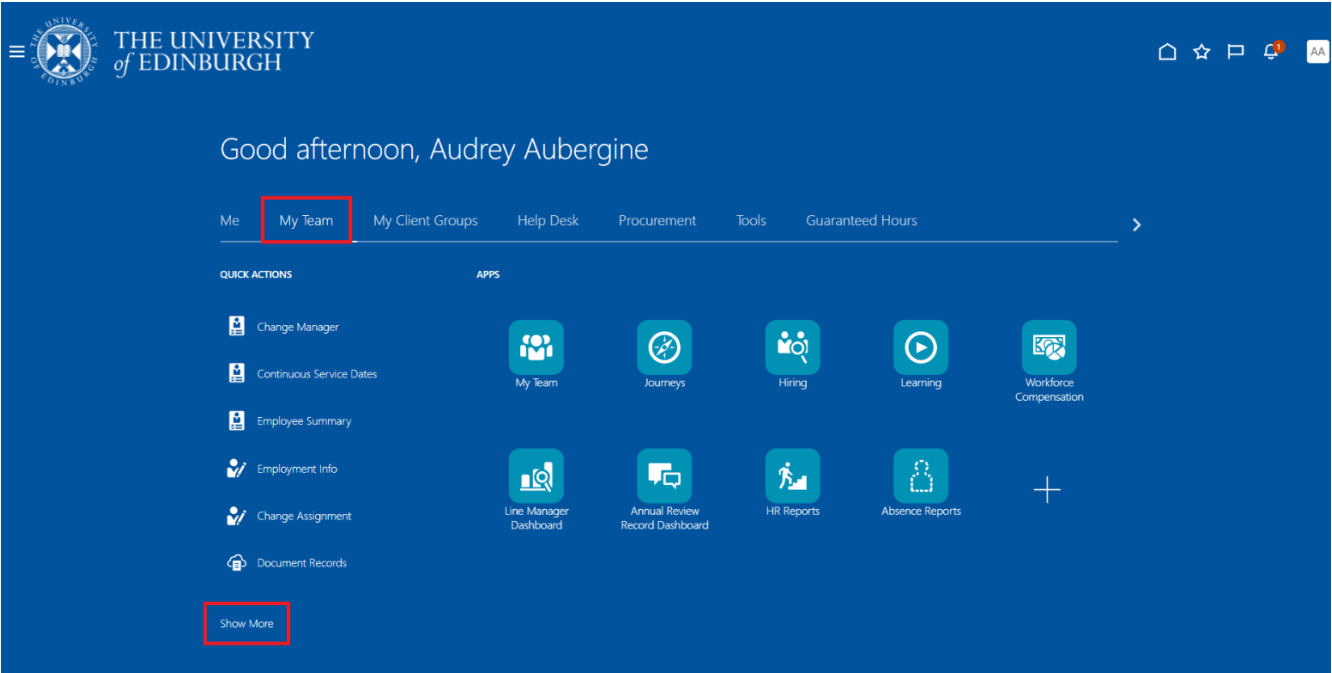 THE UNIVERSITY
of EDINBURGH
1
AA
Good afternoon, Audrey Aubergine
Me My Team My Client Groups Help Desk Procurement Tools Guaranteed Hours
QUICK ACTIONS
Change Manager
Continuous Service Dates
Employee Summary
Employment Info
Change Assignment
Document Records
Show More
APPS
My Team
Journeys
Hiring
Learning
Workforce
Compensation
Line Manager
Dashboard
Annual Review
Record Dashboard
HR Reports
Absence Reports